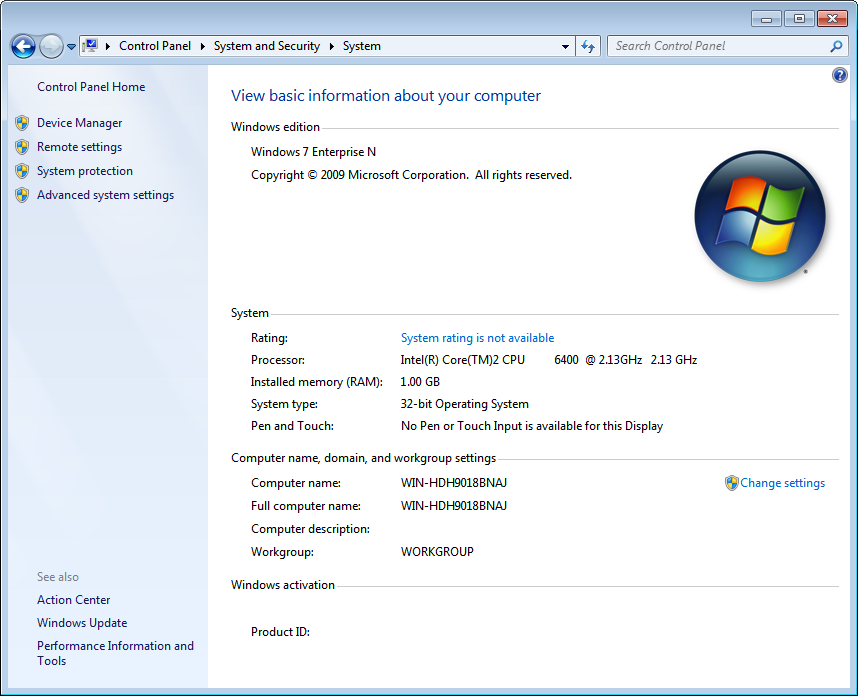 Control Panel System and Security System
Search Control Panel
Control Panel Home
Device Manager
Remote settings
System protection
Advanced system settings
See also
Action Center
Windows Update
Performance Information and
Tools
View basic information about your computer
Windows edition
Windows 7 Enterprise N
Copyright © 2009 Microsoft Corporation.  All rights reserved.
System
Rating: System rating is not available
Processor: Intel(R) Core(TM)2 CPU 6400 @ 2.13GHz 2.13 GHz
Installed memory (RAM): 1.00 GB
System type: 32-bit Operating System
Pen and Touch: No Pen or Touch Input is available for this Display
Computer name, domain, and workgroup settings
Computer name: WIN-HDH9018BNAJ Change settings
Full computer name: WIN-HDH9018BNAJ
Computer description:
Workgroup: WORKGROUP
Windows activation
Product ID: